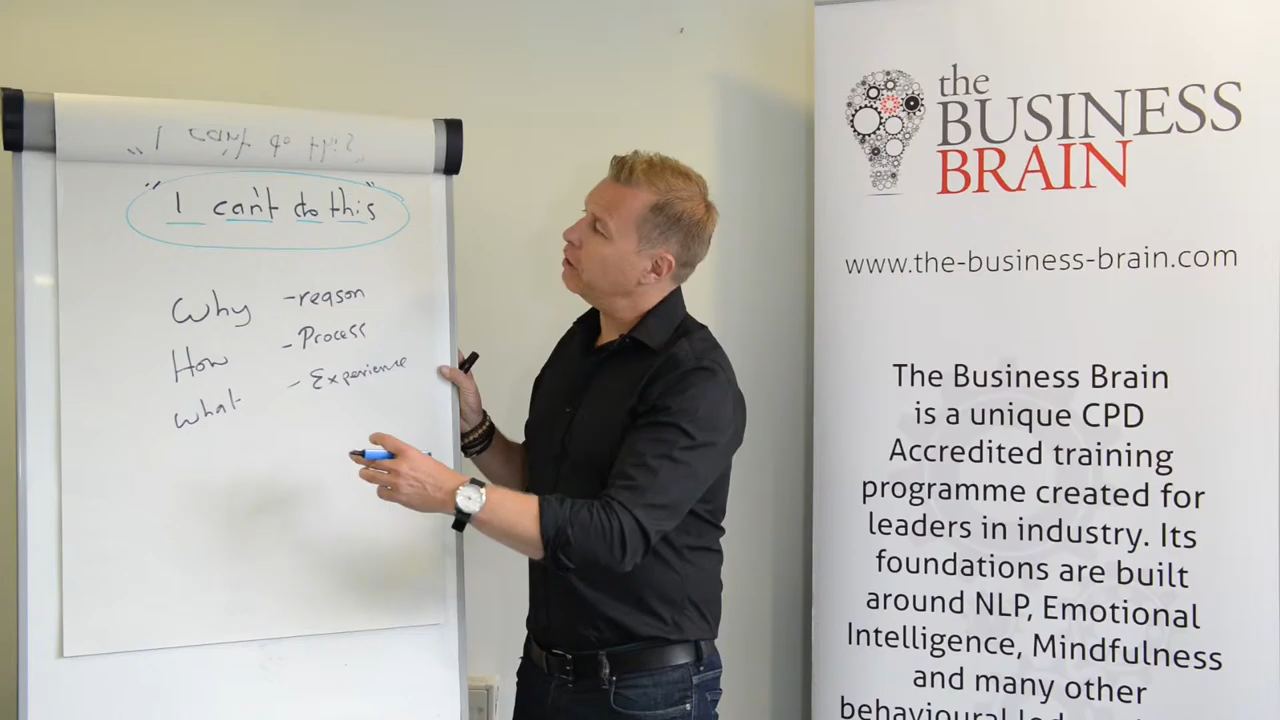 "I can't do this"
Why - reason
How - Process
what - Experience
the
BUSINESS
BRAIN
www.the-business-brain.com
The Business Brain
is a unique CPD
Accredited training
programme created for
leaders in industry. Its
foundations are built
around NLP, Emotional
Intelligence, Mindfulness
and many other
behavioural led